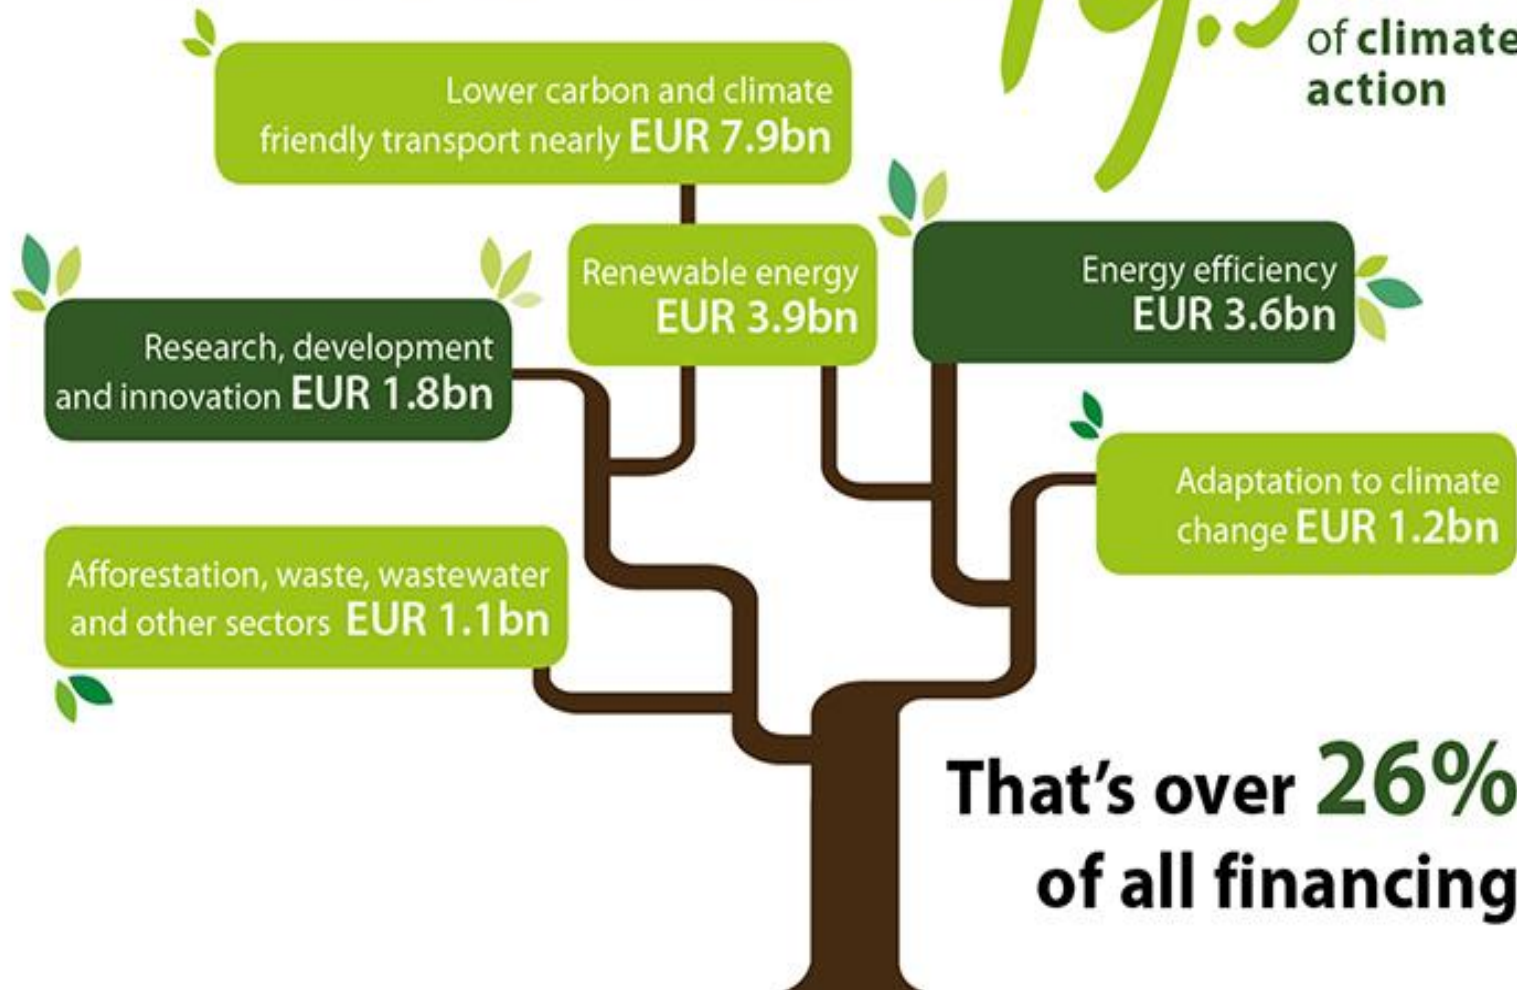 of climate
action
Lower carbon and climate
friendly transport nearly EUR 7.9bn
Renewable energy
EUR 3.9bn
Energy efficiency
EUR 3.6bn
Research, development
and innovation EUR 1.8bn
Adaptation to climate
change EUR 1.2bn
Afforestation, waste, wastewater
and other sectors EUR 1.1bn
That's over 26%
of all financing